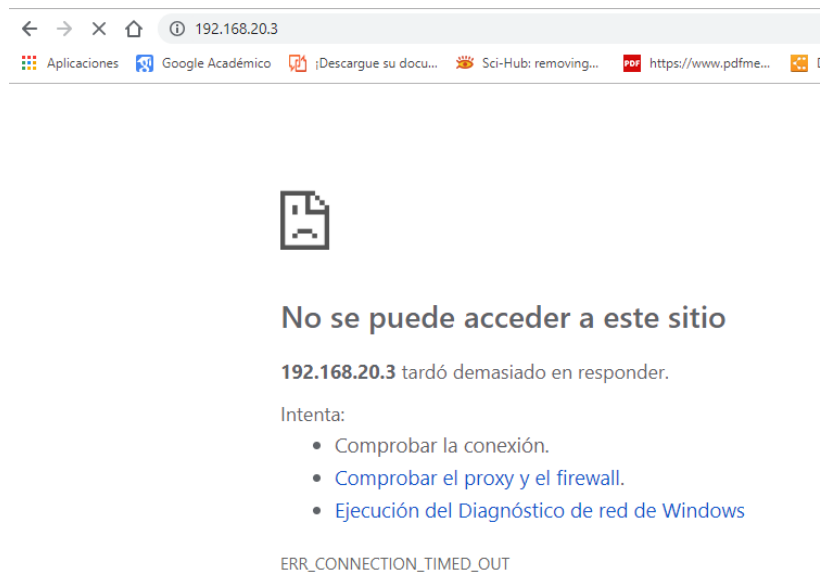 192.168.20.3
Aplicaciones Google Académico ¡Descargue su docu... Sci-Hub: removing... PDF https://www.pdfme...
No se puede acceder a este sitio
192.168.20.3 tardó demasiado en responder.
Intenta:
• Comprobar la conexión.
• Comprobar el proxy y el firewall.
• Ejecución del Diagnóstico de red de Windows
ERR_CONNECTION_TIMED_OUT